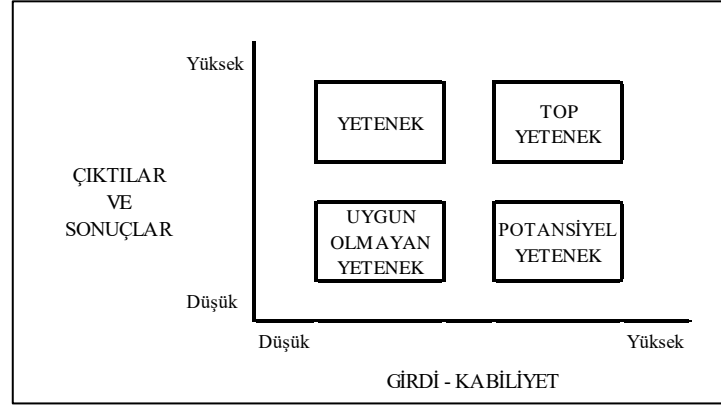 Yüksek
YETENEK
TOP
YETENEK
ÇIKTILAR
VE
SONUÇLAR
UYGUN
OLMAYAN
YETENEK
POTANSİYEL
YETENEK
Düşük
Düşük
Yüksek
GİRDİ - KABİLİYET